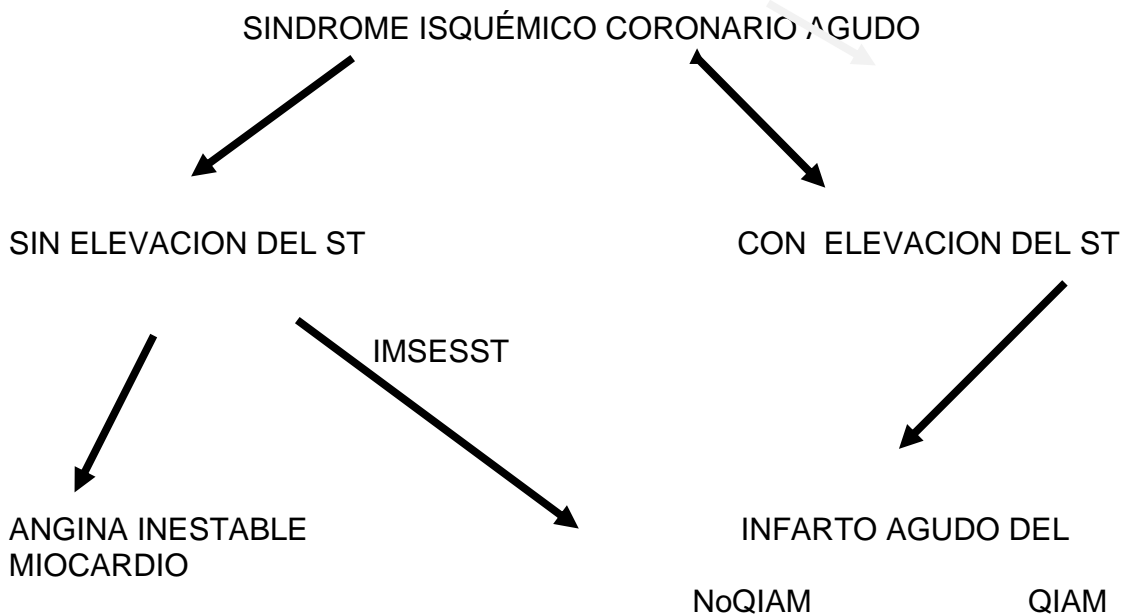 SINDROME ISQUÉMICO CORONARIO AGUDO
SIN ELEVACION DEL ST
CON ELEVACION DEL ST
IMSESST
ANGINA INESTABLE INFARTO AGUDO DEL
MIOCARDIO
NoQIAM QIAM